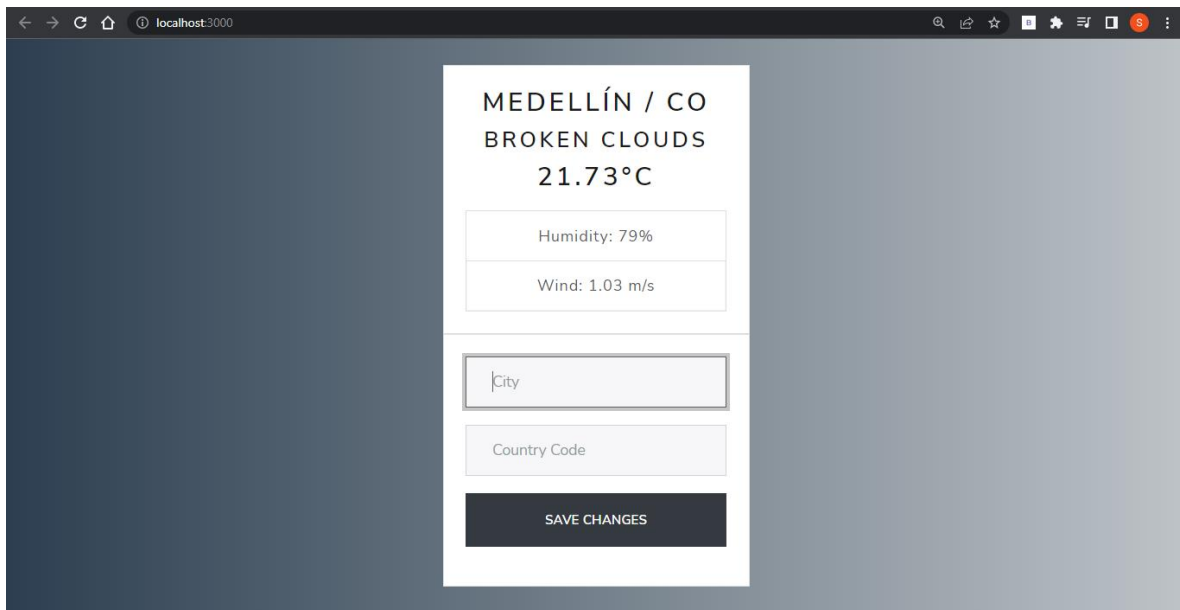 localhost:3000
B
S
MEDELLÍN / CO
BROKEN CLOUDS
21.73°C
Humidity: 79%
Wind: 1.03 m/s
City
Country Code
SAVE CHANGES